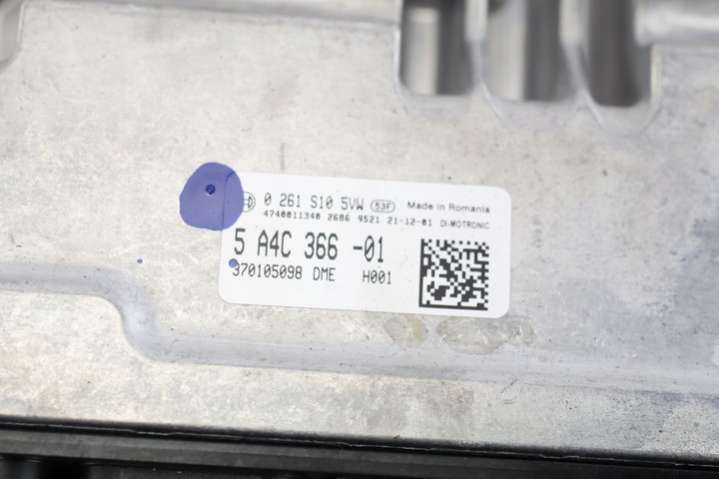 0 261 S10 5VW 53F Made in Romania
4740011340 2686 9521 21-12-01 DI-MOTRONIC
5 A4C 366 -01
370105098 DME H001